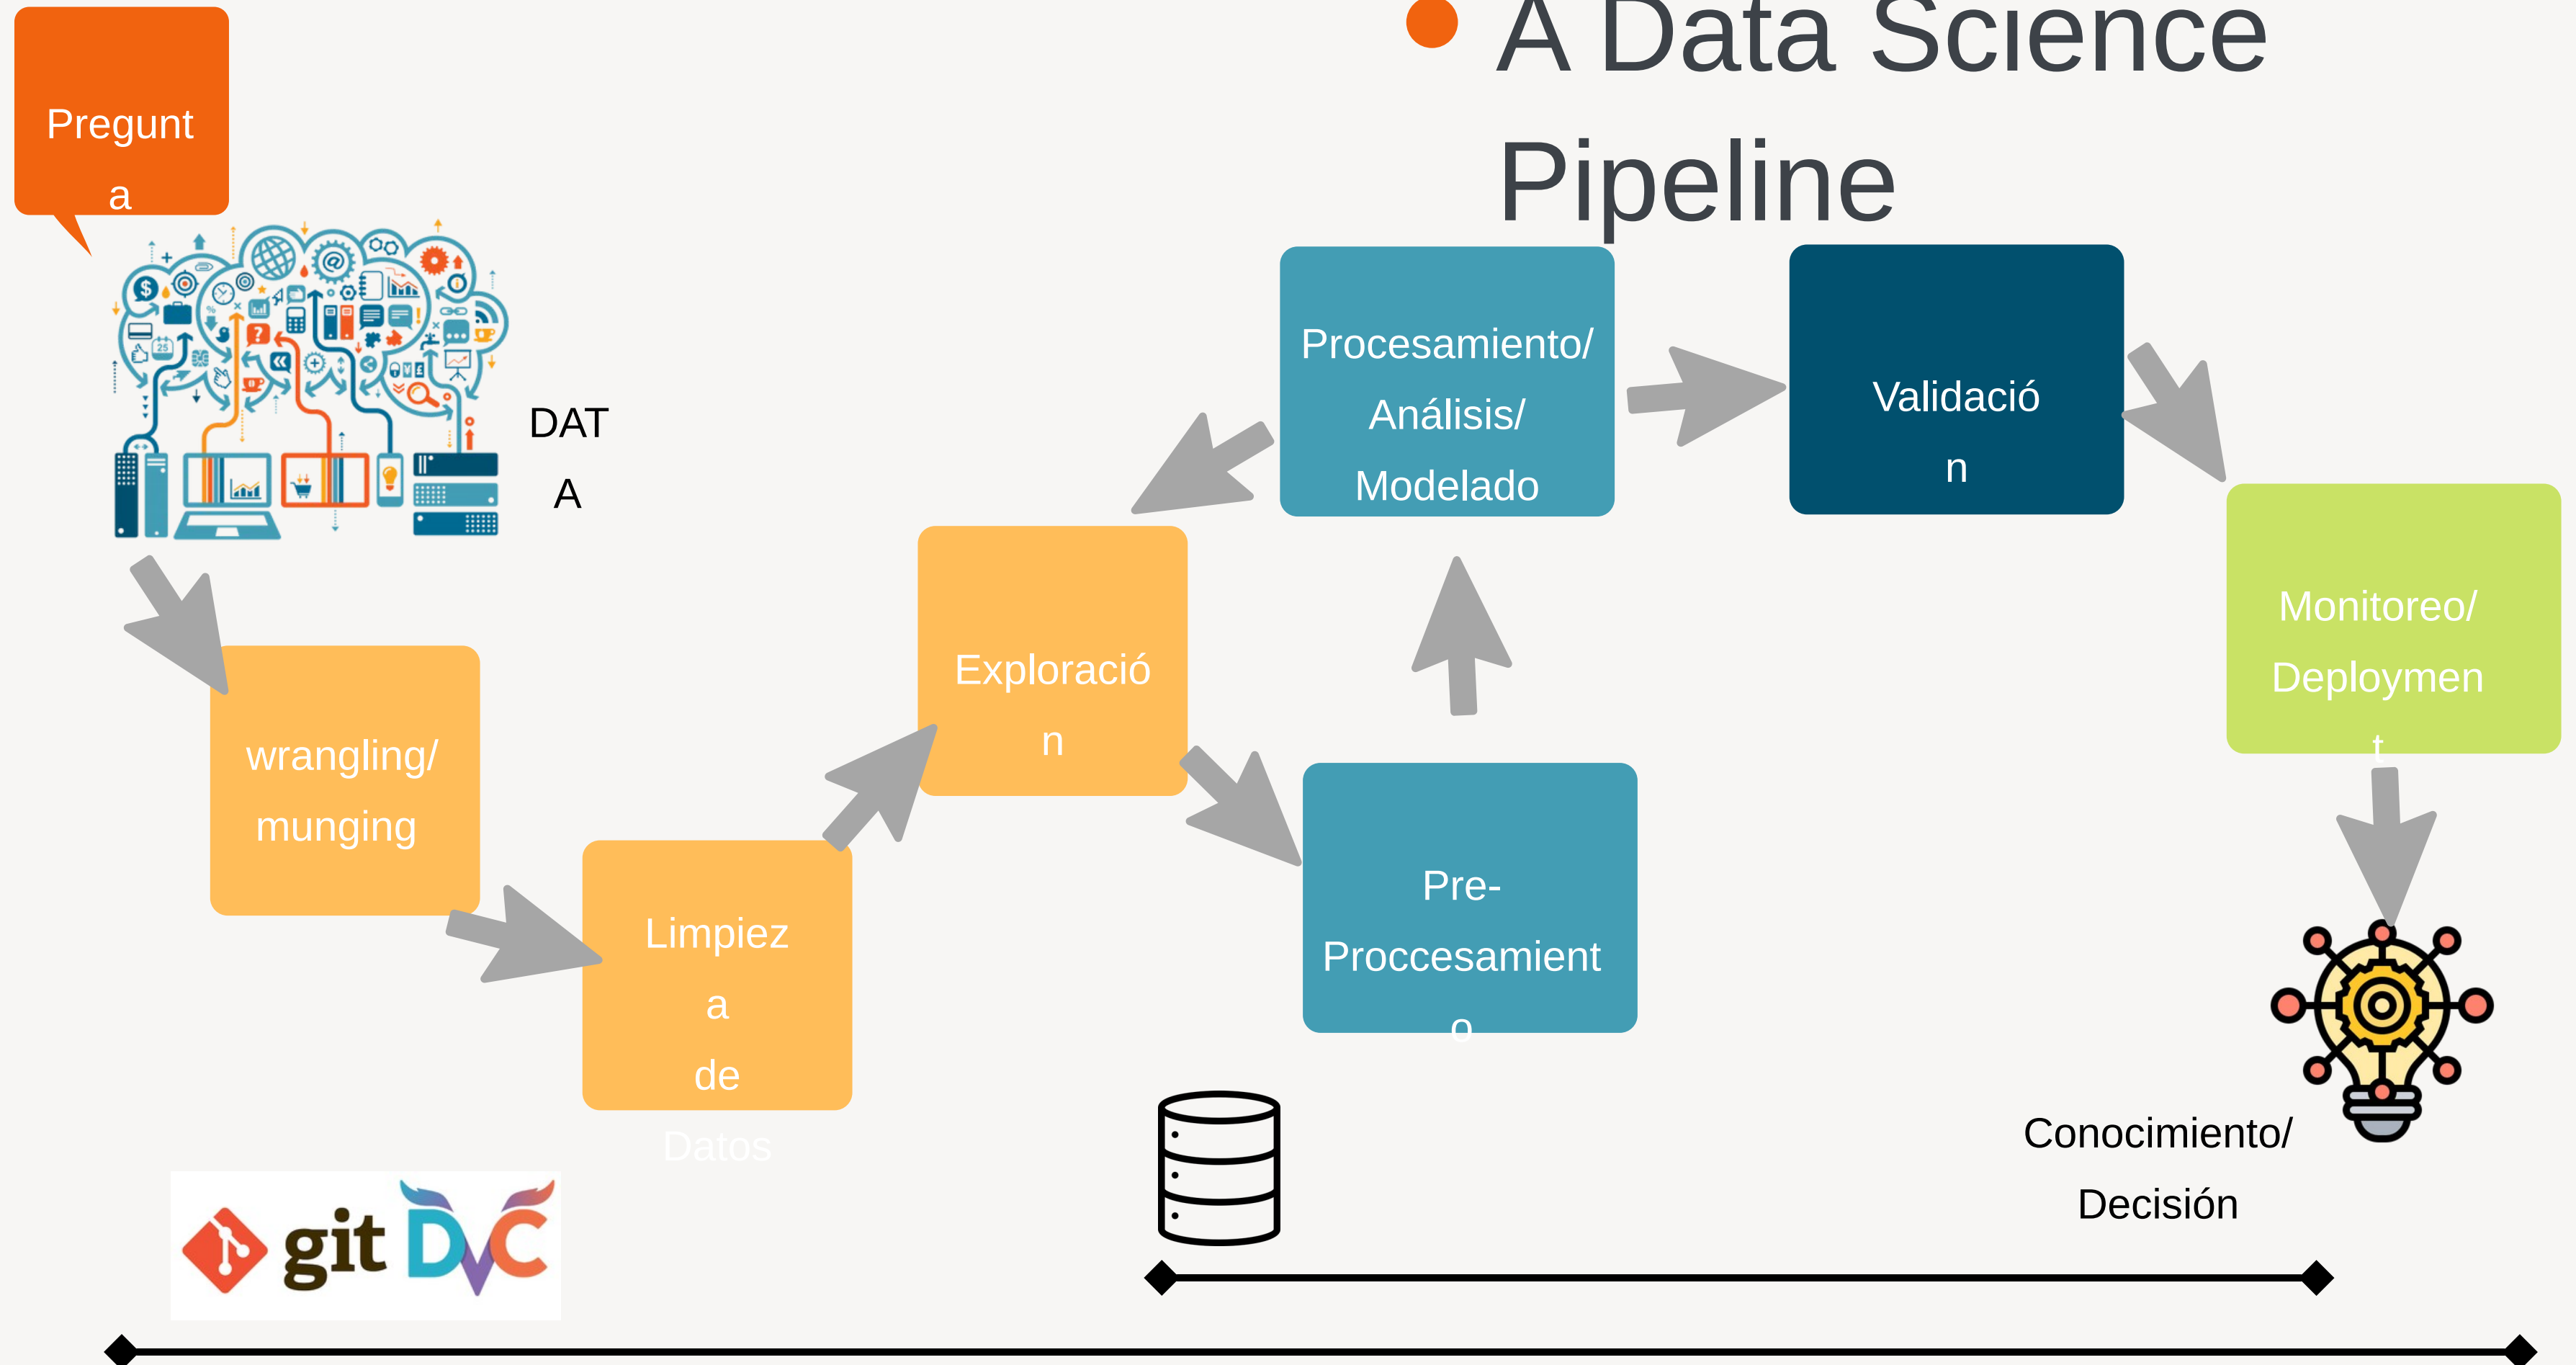 A Data Science
Pipeline
Pregunt
a
DAT
A
wrangling/
munging
Limpiez
a
de
Datos
Exploració
n
Pre-
Proccesamient
o
Procesamiento/
Análisis/
Modelado
Validació
n
Monitoreo/
Deploymen
t
Conocimiento/
Decisión
git DVC
25